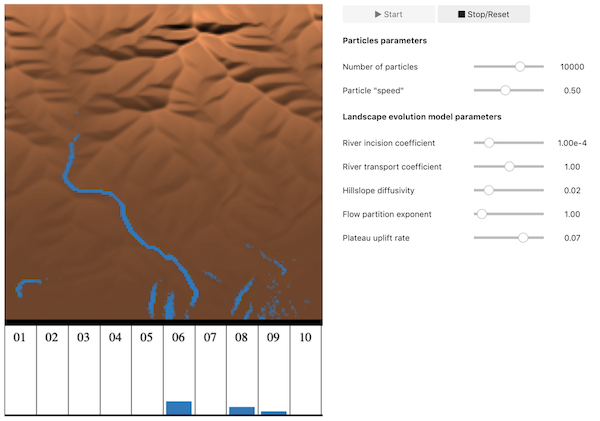 Start
Stop/Reset
Particles parameters
Number of particles 10000
Particle "speed" 0.50
Landscape evolution model parameters
River incision coefficient 1.00e-4
River transport coefficient 1.00
Hillslope diffusivity 0.02
Flow partition exponent 1.00
Plateau uplift rate 0.07
01 02 03 04 05 06 07 08 09 10